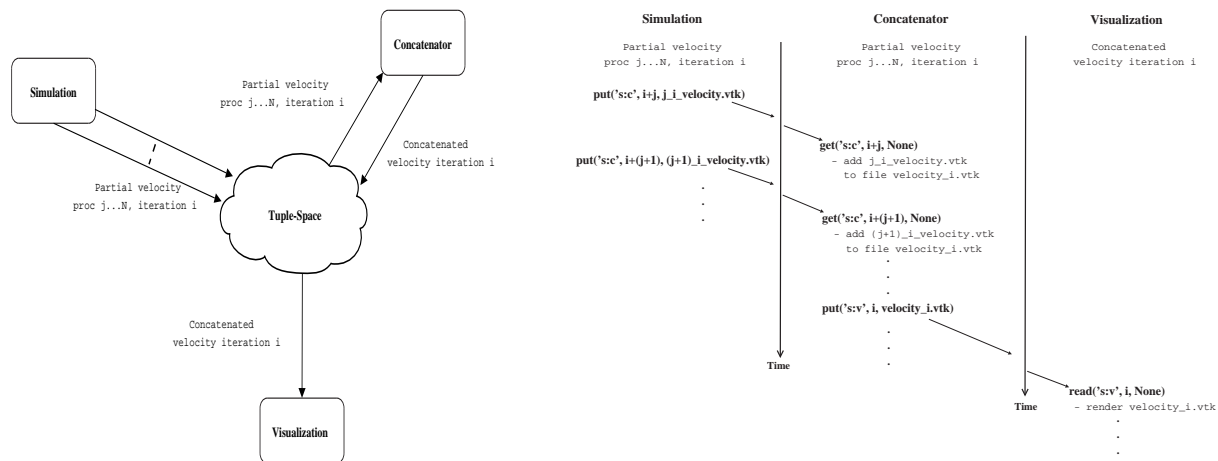 Simulation
Concatenator
Partial velocity
proc j...N, iteration i
Concatenated
velocity iteration i
Partial velocity
proc j...N, iteration i
Tuple-Space
Concatenated
velocity iteration i
Visualization
Simulation
Partial velocity
proc j...N, iteration i
put('s:c', i+j, j_i_velocity.vtk)
put('s:c', i+(j+1), (j+1)_i_velocity.vtk)
.
.
.
Time
Concatenator
Partial velocity
proc j...N, iteration i
get('s:c', i+j, None)
- add j_i_velocity.vtk
to file velocity_i.vtk
get('s:c', i+(j+1), None)
- add (j+1)_i_velocity.vtk
to file velocity_i.vtk
.
.
.
put('s:v', i, velocity_i.vtk)
.
.
.
Time
Visualization
Concatenated
velocity iteration i
read('s:v', i, None)
- render velocity_i.vtk
.
.
.